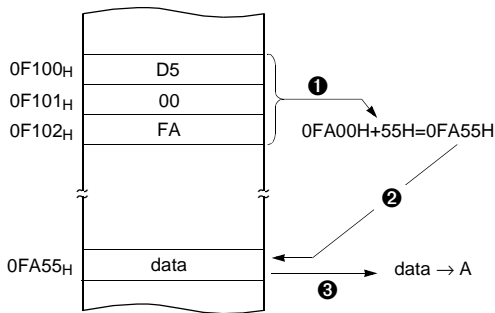 0F100H D5
0F101H 00
0F102H FA
❶
0FA00H+55H=0FA55H
❷
0FA55H data
❸
data → A